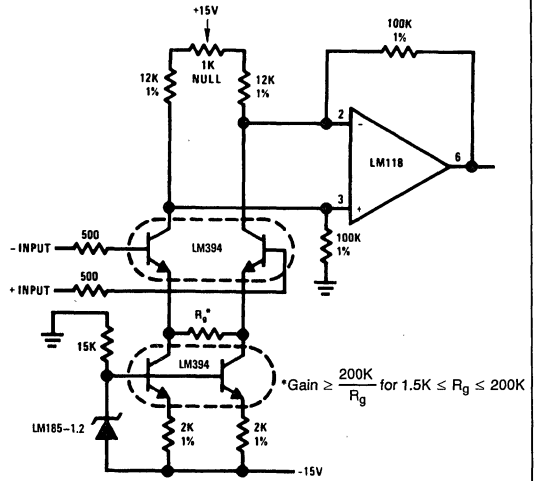 +15V
1K
NULL
12K
1%
12K
1%
100K
1%
2
−
LM118
6
3
+
100K
1%
500
− INPUT
LM394
500
+ INPUT
Rg*
15K
LM394
*Gain ≥ 200K/Rg for 1.5K ≤ Rg ≤ 200K
LM185–1.2
2K
1%
2K
1%
–15V